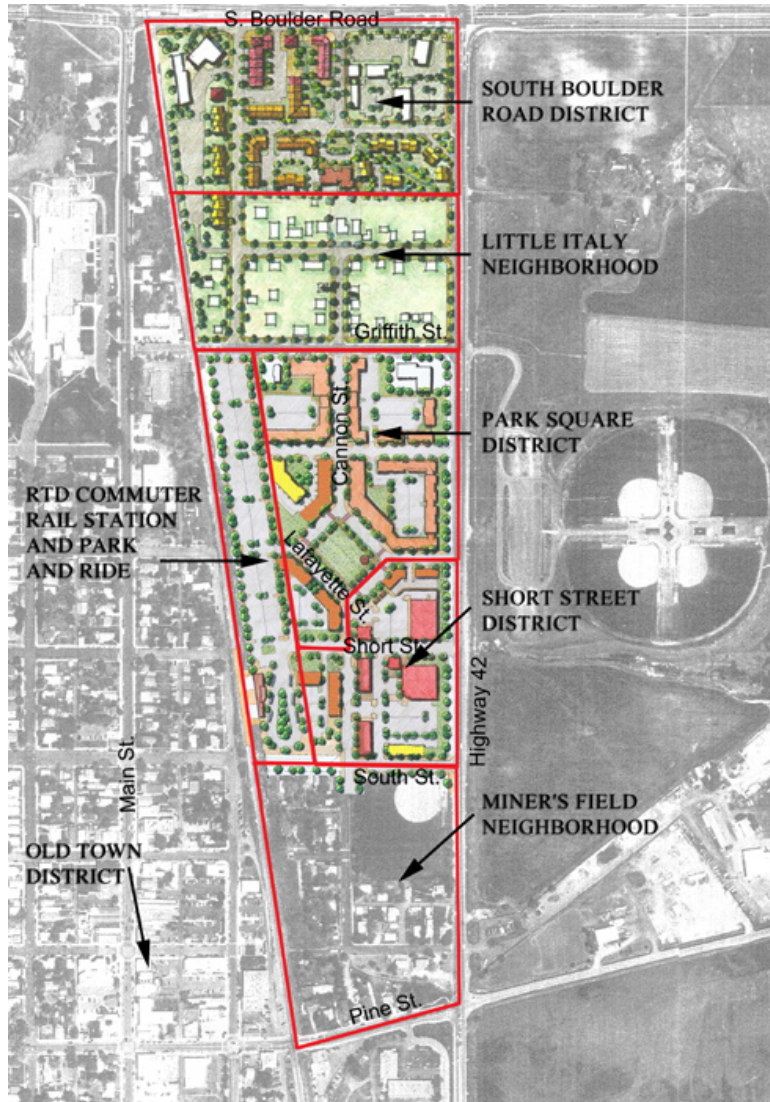 S. Boulder Road
SOUTH BOULDER
ROAD DISTRICT
LITTLE ITALY
NEIGHBORHOOD
Griffith St.
Cannon St.
PARK SQUARE
DISTRICT
RTD COMMUTER
RAIL STATION
AND PARK
AND RIDE
Lafayette St.
SHORT STREET
DISTRICT
Short St.
Highway 42
Main St.
South St.
MINER'S FIELD
NEIGHBORHOOD
OLD TOWN
DISTRICT
Pine St.